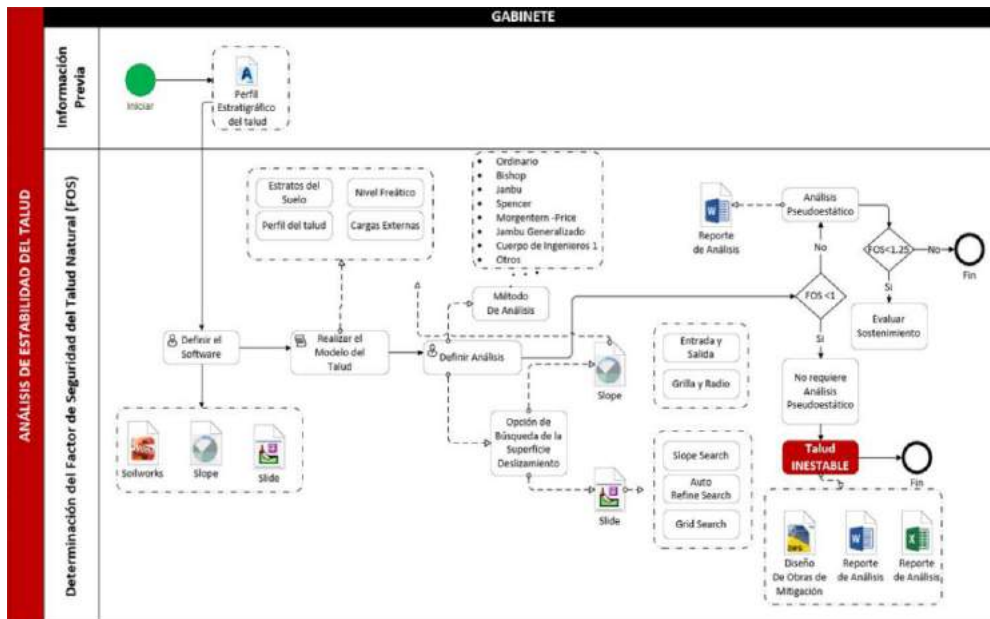 GABINETE
ANÁLISIS DE ESTABILIDAD DEL TALUD
Información
Previa
Iniciar
Perfil
Estratigráfico
del talud
Determinación del Factor de Seguridad del Talud Natural (FOS)
Definir el
Software
Soilworks
Slope
Slide
Estratos del
Suelo
Nivel Freático
Perfil del talud
Cargas Externas
Realizar el
Modelo del
Talud
• Ordinario
• Bishop
• Janbu
• Spencer
• Morgentern -Price
• Jambu Generalizado
• Cuerpo de Ingenieros 1
• Otros
Método
De Análisis
Definir Análisis
Opción de
Búsqueda de la
Superficie
Deslizamiento
Slope
Entrada y
Salida
Grilla y Radio
Slide
Slope Search
Auto
Refine Search
Grid Search
Reporte
de Análisis
Análisis
Pseudoestático
FOS<1.25
No
Fin
Si
Evaluar
Sostenimiento
No
FOS <1
Si
No requiere
Análisis
Pseudoestático
Talud
INESTABLE
Fin
DWG
Diseño
De Obras de
Mitigación
Reporte
de Análisis
Reporte
de Análisis